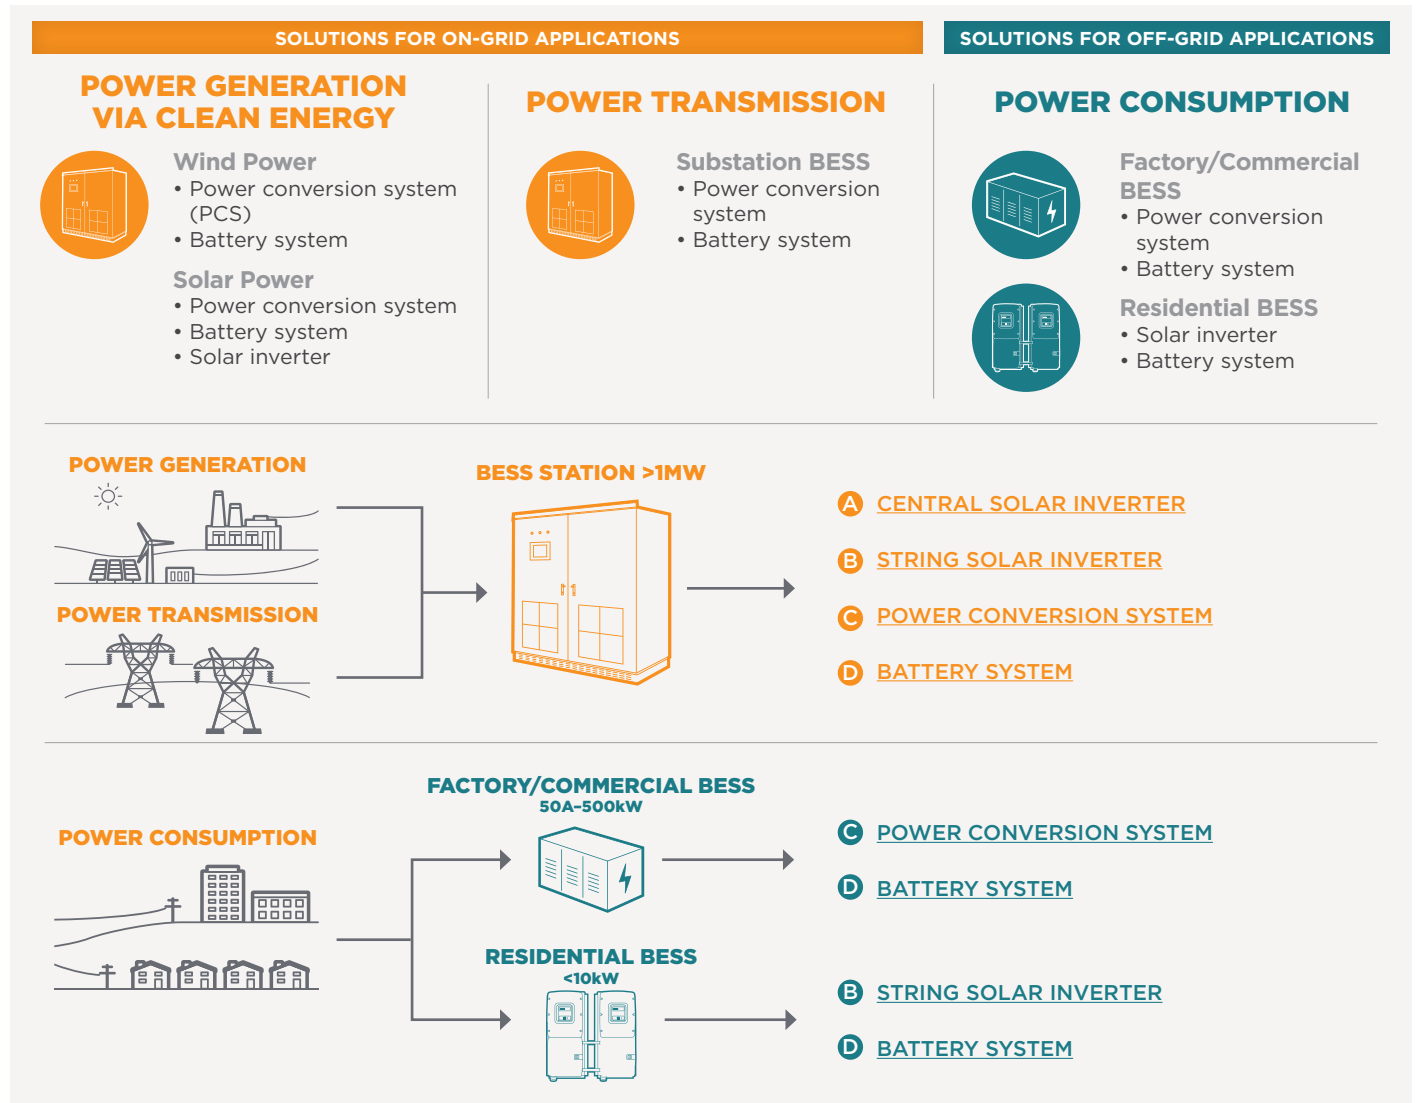 SOLUTIONS FOR ON-GRID APPLICATIONS
SOLUTIONS FOR OFF-GRID APPLICATIONS
POWER GENERATION
VIA CLEAN ENERGY
Wind Power
• Power conversion system
(PCS)
• Battery system
Solar Power
• Power conversion system
• Battery system
• Solar inverter
POWER TRANSMISSION
Substation BESS
• Power conversion
system
• Battery system
POWER CONSUMPTION
Factory/Commercial
BESS
• Power conversion
system
• Battery system
Residential BESS
• Solar inverter
• Battery system
POWER GENERATION
POWER TRANSMISSION
BESS STATION >1MW
A CENTRAL SOLAR INVERTER
B STRING SOLAR INVERTER
C POWER CONVERSION SYSTEM
D BATTERY SYSTEM
POWER CONSUMPTION
FACTORY/COMMERCIAL BESS
50A–500kW
C POWER CONVERSION SYSTEM
D BATTERY SYSTEM
RESIDENTIAL BESS
<10kW
B STRING SOLAR INVERTER
D BATTERY SYSTEM